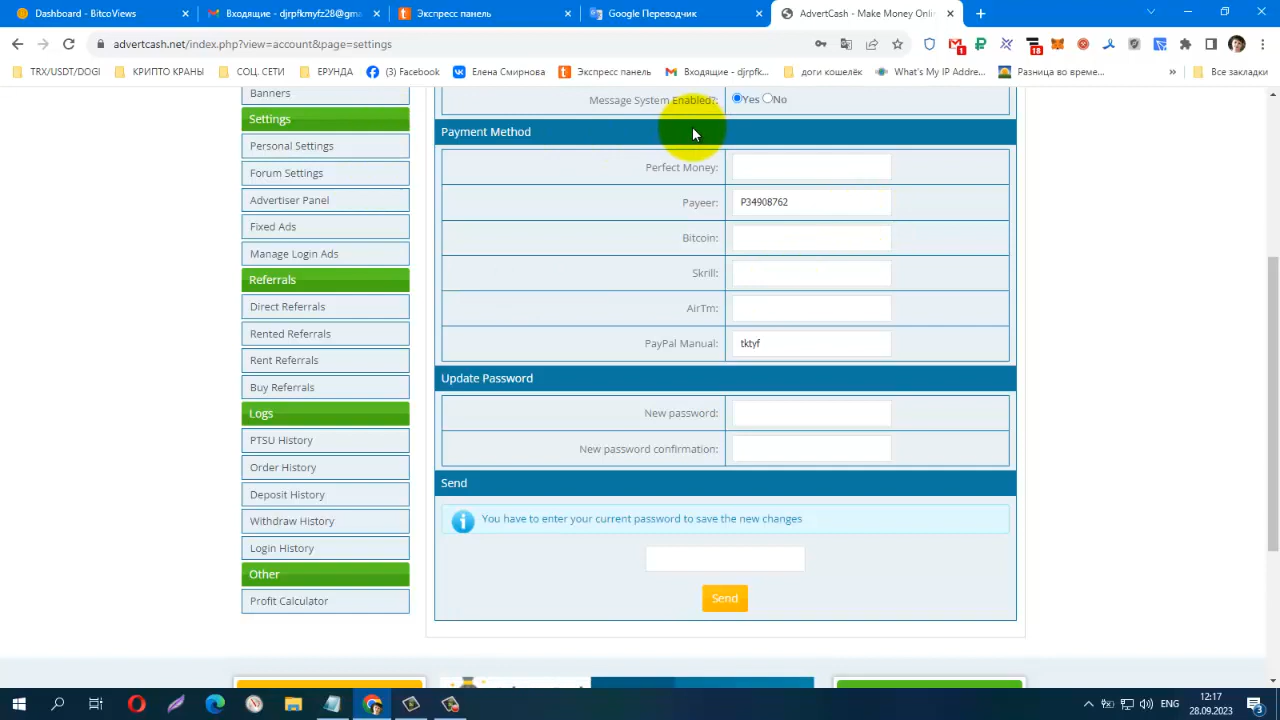 Dashboard - BitcoViews
Входящие - djrpfkmyfz28@gma
Экспресс панель
Google Переводчик
AdvertCash - Make Money Onli
advertcash.net/index.php?view=account&page=settings
1
18
TRX/USDT/DOGI
КРИПТО КРАНЫ
СОЦ. СЕТИ
ЕРУНДА
(3) Facebook
Елена Смирнова
Экспресс панель
Входящие - djrpfk...
доги кошелёк
What's My IP Addre...
Разница во време...
»
Все закладки
Banners
Settings
Personal Settings
Forum Settings
Advertiser Panel
Fixed Ads
Manage Login Ads
Referrals
Direct Referrals
Rented Referrals
Rent Referrals
Buy Referrals
Logs
PTSU History
Order History
Deposit History
Withdraw History
Login History
Other
Profit Calculator
Message System Enabled?: Yes No
Payment Method
Perfect Money:
Payeer: P34908762
Bitcoin:
Skrill:
AirTm:
PayPal Manual: tktyf
Update Password
New password:
New password confirmation:
Send
You have to enter your current password to save the new changes
Send
ENG
12:17
28.09.2023
3